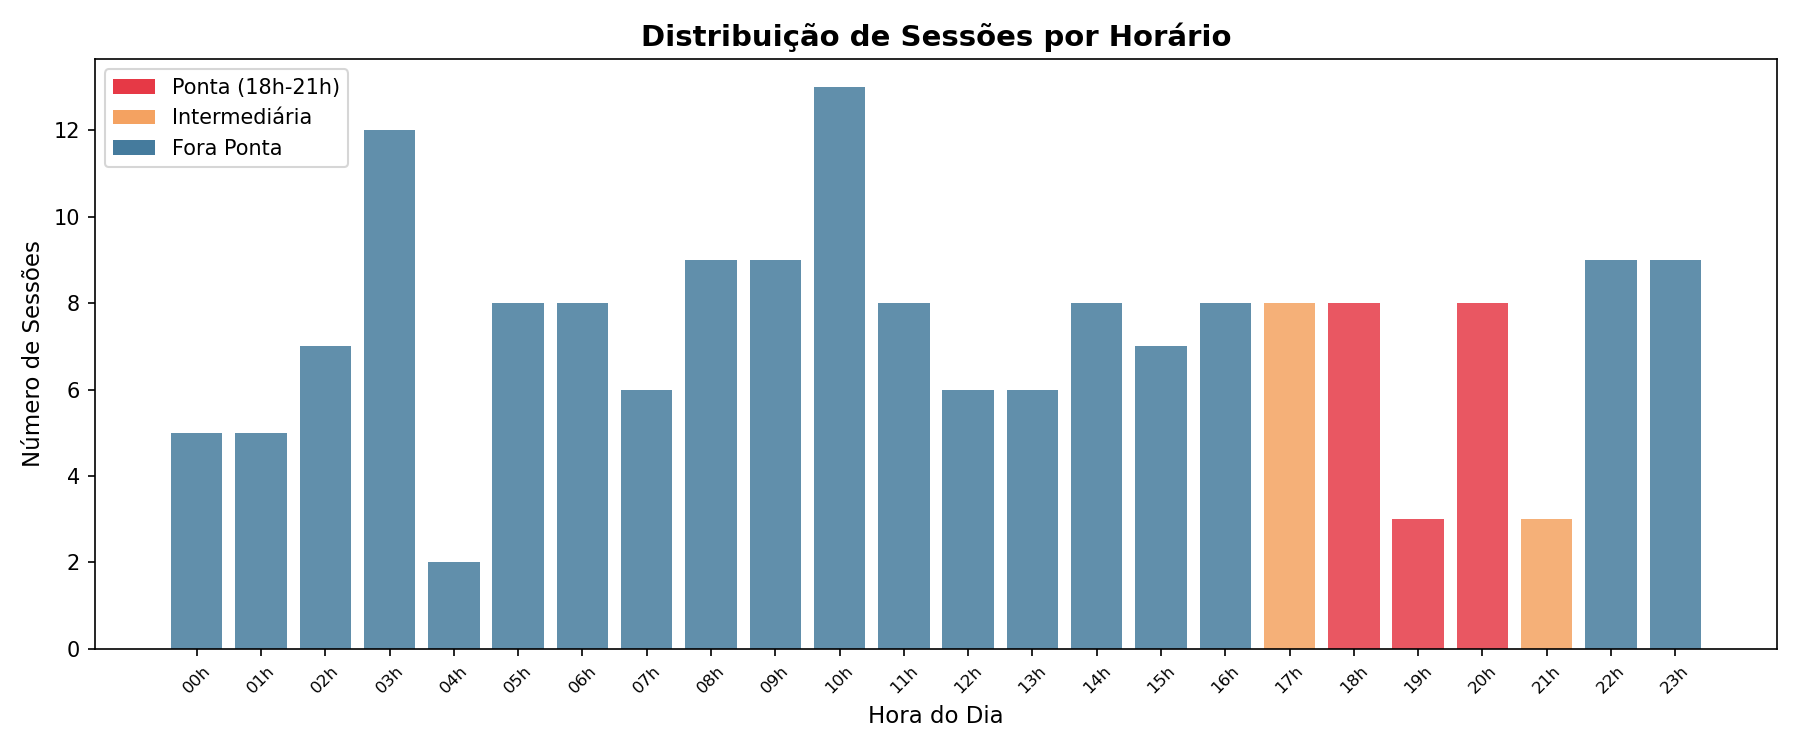 Distribuição de Sessões por Horário
Ponta (18h-21h)
Intermediária
Fora Ponta
Número de Sessões
12
10
8
6
4
2
0
00h 01h 02h 03h 04h 05h 06h 07h 08h 09h 10h 11h 12h 13h 14h 15h 16h 17h 18h 19h 20h 21h 22h 23h
Hora do Dia